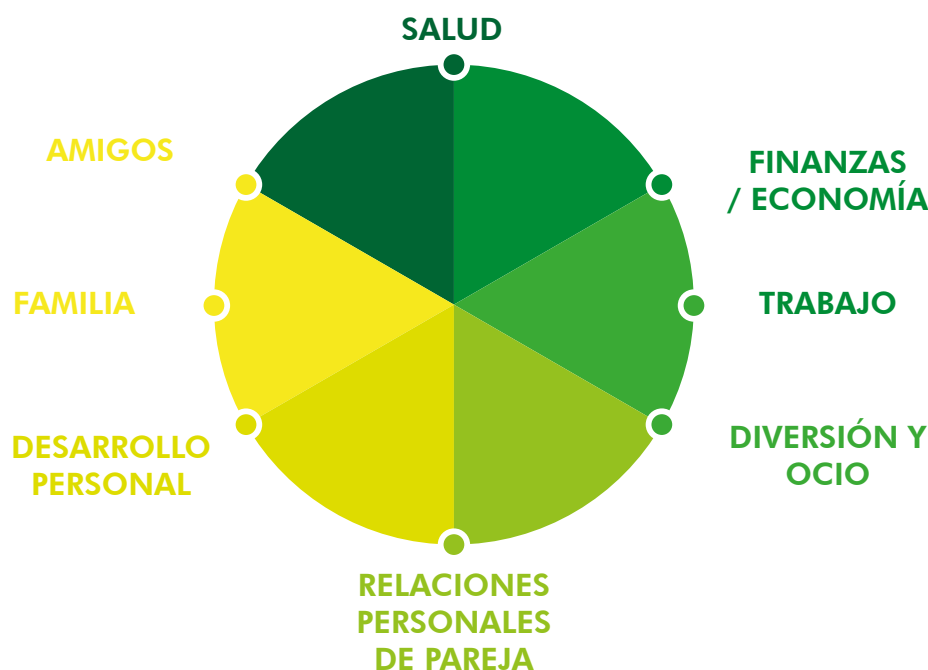 SALUD
AMIGOS
FINANZAS
/ ECONOMÍA
FAMILIA
TRABAJO
DESARROLLO
PERSONAL
DIVERSIÓN Y
OCIO
RELACIONES
PERSONALES
DE PAREJA